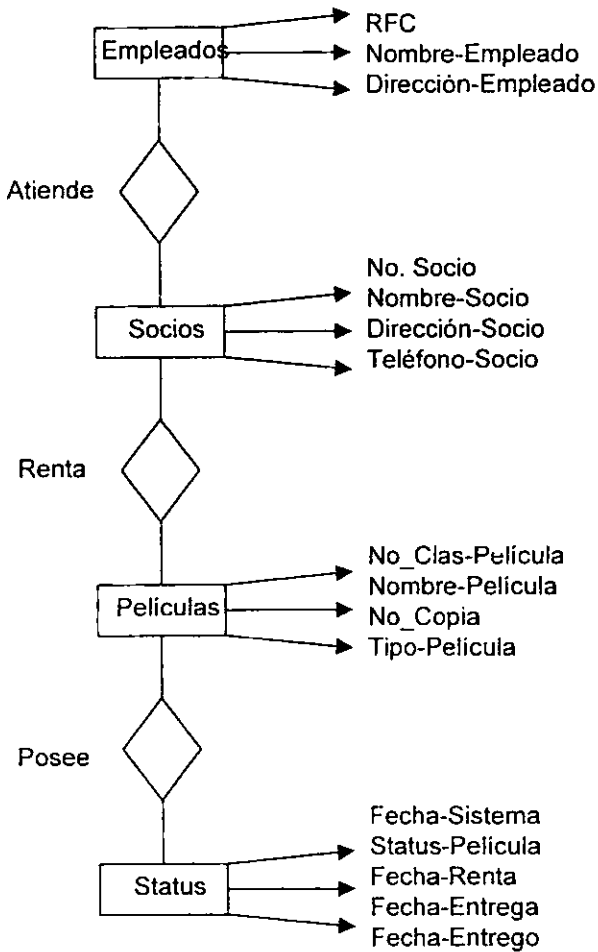 Empleados
RFC
Nombre-Empleado
Dirección-Empleado
Atiende
Socios
No. Socio
Nombre-Socio
Dirección-Socio
Teléfono-Socio
Renta
Películas
No_Clas-Película
Nombre-Película
No_Copia
Tipo-Película
Posee
Status
Fecha-Sistema
Status-Película
Fecha-Renta
Fecha-Entrega
Fecha-Entrego